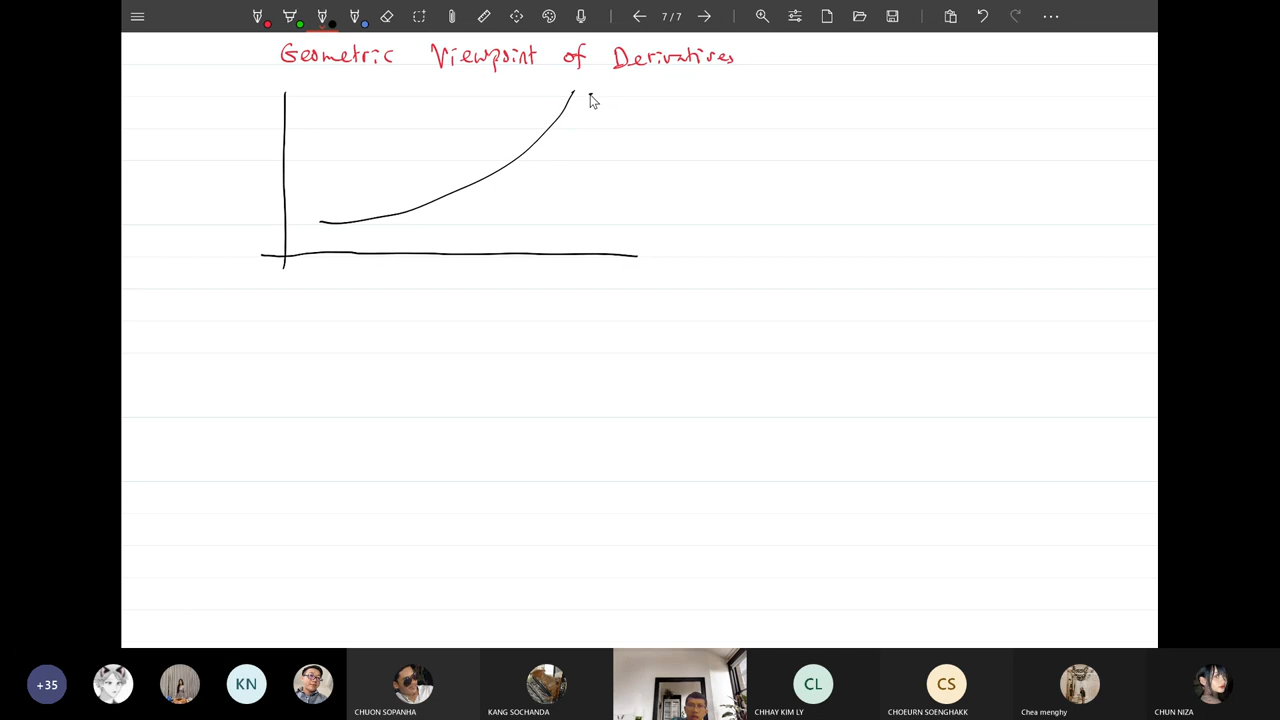 7/7
Geometric Viewpoint of Derivatives
+35
KN
CHUON SOPANHA
KANG SOCHANDA
CL
CHHAY KIM LY
CS
CHOEURN SOENGHAKK
Chea menghy
CHUN NIZA